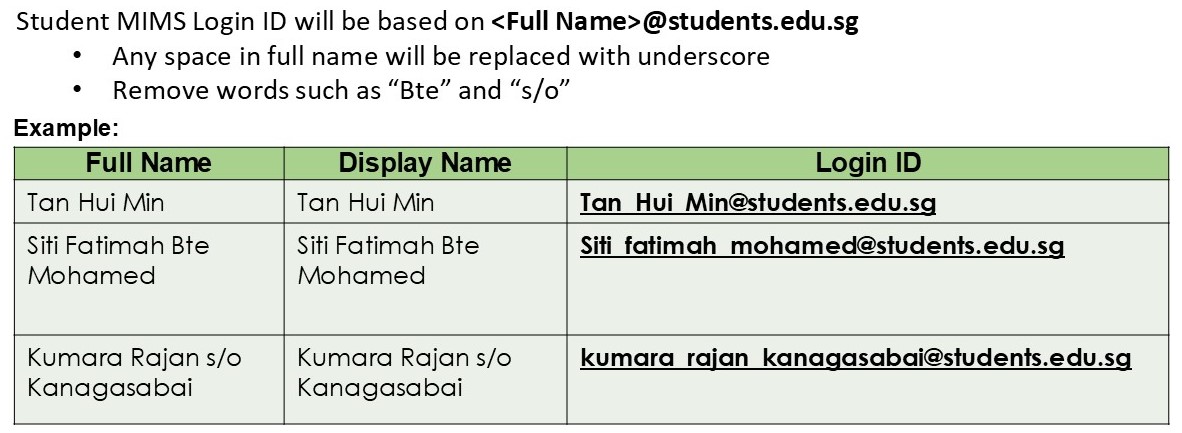 Student MIMS Login ID will be based on <Full Name>@students.edu.sg
• Any space in full name will be replaced with underscore
• Remove words such as “Bte” and “s/o”
Example:
Full Name Display Name Login ID
Tan Hui Min Tan Hui Min Tan_Hui_Min@students.edu.sg
Siti Fatimah Bte Siti Fatimah Bte Siti_fatimah_mohamed@students.edu.sg
Mohamed Mohamed
Kumara Rajan s/o Kumara Rajan s/o kumara_rajan_kanagasabai@students.edu.sg
Kanagasabai Kanagasabai